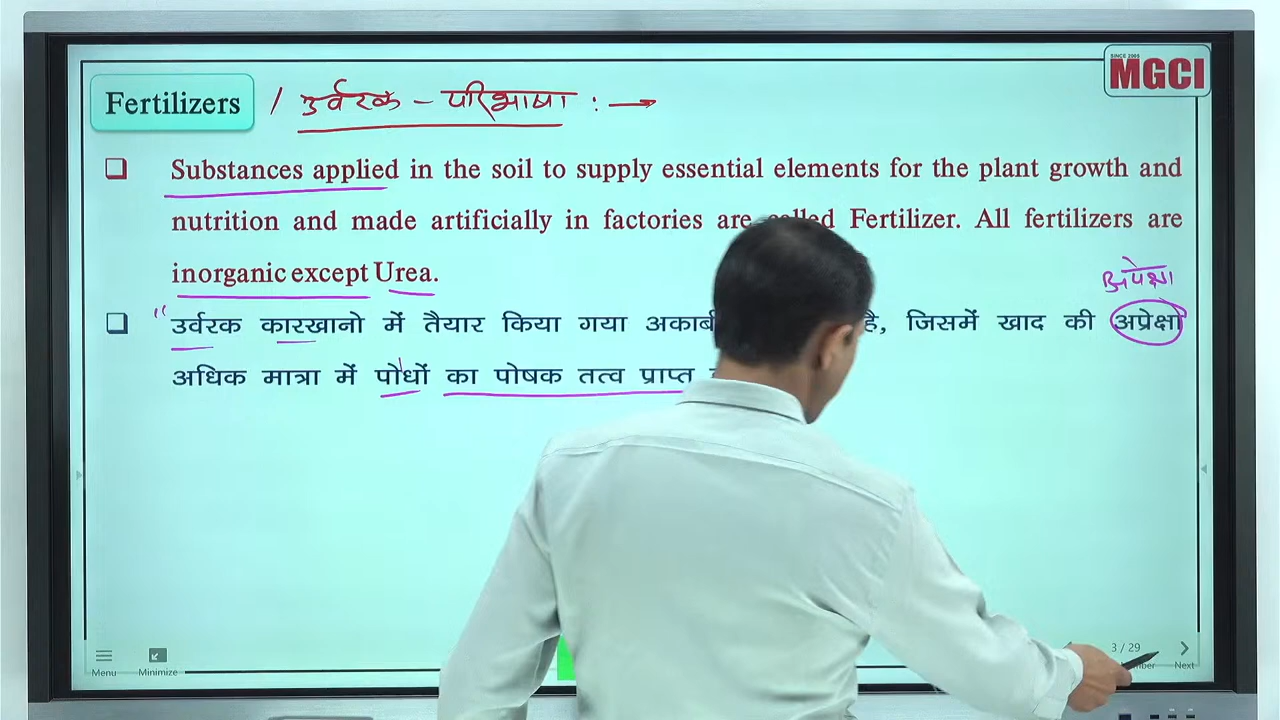 SINCE 2005
MGCI
Fertilizers / उर्वरक - परिभाषा : →
Substances applied in the soil to supply essential elements for the plant growth and
nutrition and made artificially in factories are called Fertilizer. All fertilizers are
inorganic except Urea.
अपेक्षा
" उर्वरक कारखानो में तैयार किया गया है, जिसमें खाद की अप्रेक्षा
अधिक मात्रा में पोधों का पोषक तत्व प्राप्त
3 / 29
Menu Minimize Next